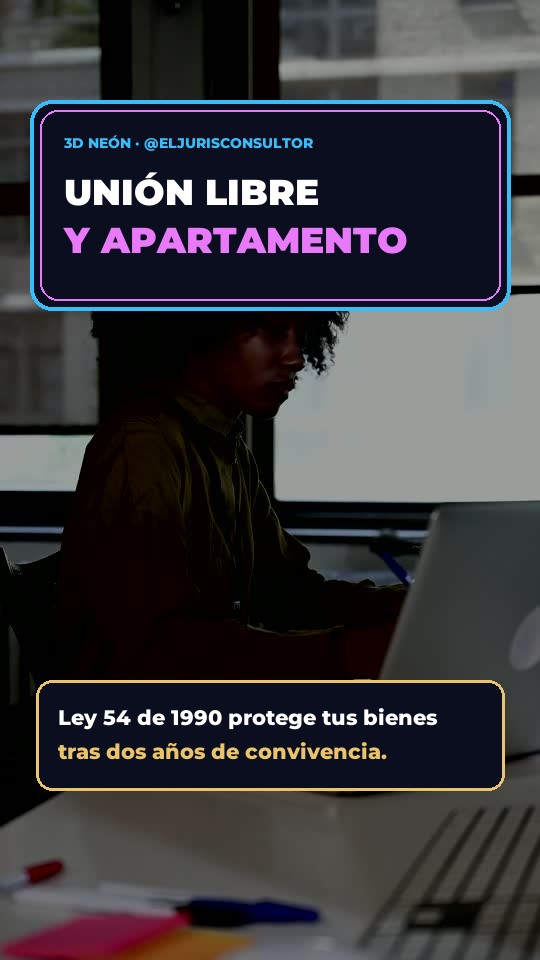 3D NEÓN · @ELJURISCONSULTOR
UNIÓN LIBRE
Y APARTAMENTO
Ley 54 de 1990 protege tus bienes
tras dos años de convivencia.